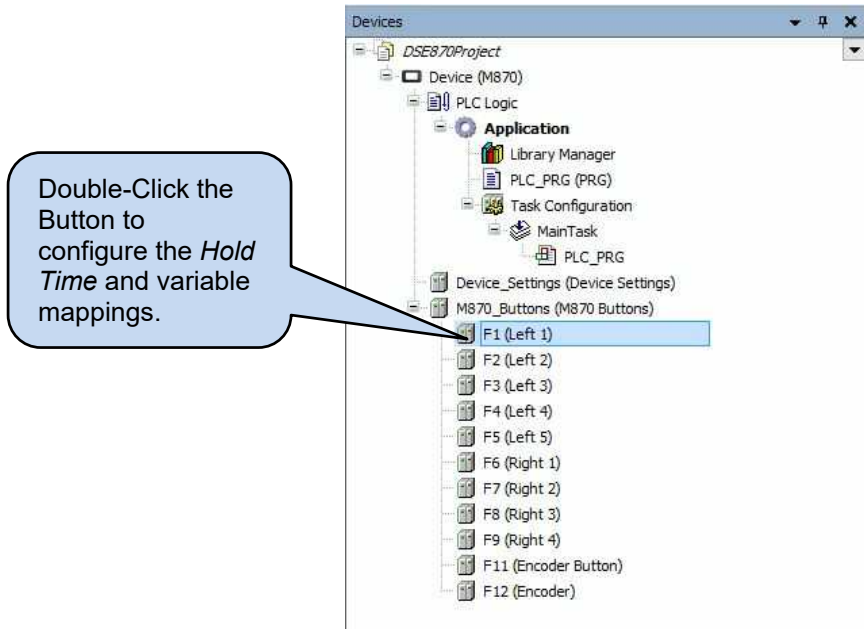 Devices
DSE870Project
Device (M870)
PLC Logic
Application
Library Manager
PLC_PRG (PRG)
Task Configuration
MainTask
PLC_PRG
Device_Settings (Device Settings)
M870_Buttons (M870 Buttons)
F1 (Left 1)
F2 (Left 2)
F3 (Left 3)
F4 (Left 4)
F5 (Left 5)
F6 (Right 1)
F7 (Right 2)
F8 (Right 3)
F9 (Right 4)
F11 (Encoder Button)
F12 (Encoder)
Double-Click the
Button to
configure the Hold
Time and variable
mappings.